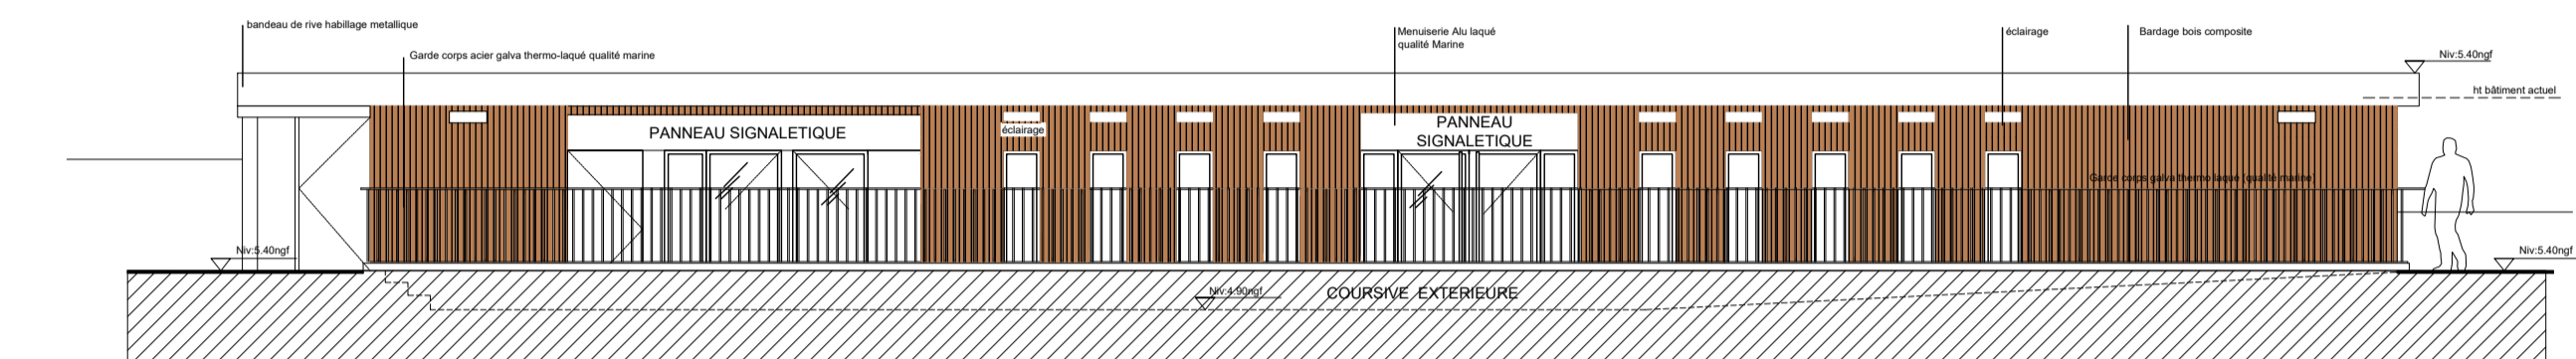 bandeau de rive habillage metallique
Garde corps acier galva thermo-laqué qualité marine
Menuiserie Alu laqué
qualité Marine
éclairage
Bardage bois composite
Niv:5.40ngf
ht bâtiment actuel
PANNEAU SIGNALETIQUE
éclairage
PANNEAU
SIGNALETIQUE
Garde corps galva thermo laqué (qualité marine)
Niv:5.40ngf
Niv:5.40ngf
Niv:4.90ngf
COURSIVE EXTERIEURE